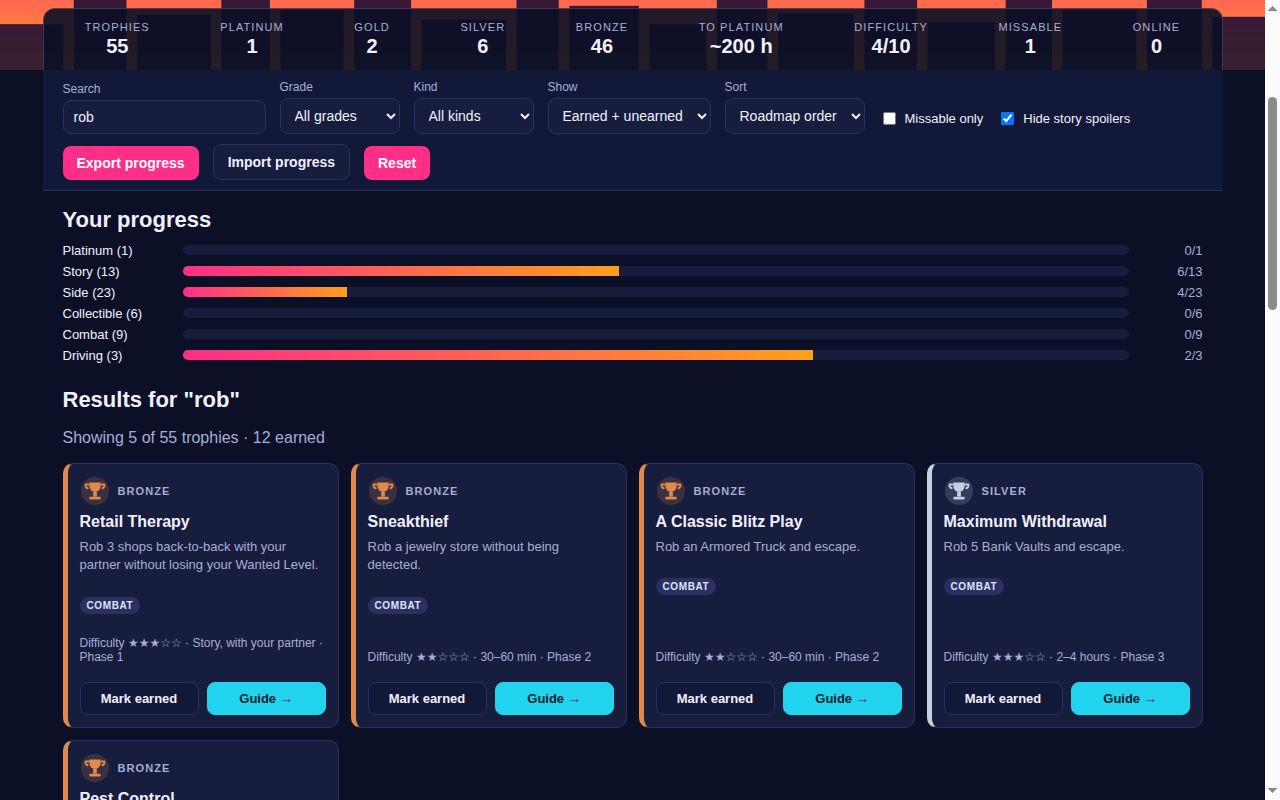 TROPHIES PLATINUM GOLD SILVER BRONZE TO PLATINUM DIFFICULTY MISSABLE ONLINE
55 1 2 6 46 ~200 h 4/10 1 0
Search Grade Kind Show Sort
rob All grades All kinds Earned + unearned Roadmap order Missable only Hide story spoilers
Export progress Import progress Reset
Your progress
Platinum (1) 0/1
Story (13) 6/13
Side (23) 4/23
Collectible (6) 0/6
Combat (9) 0/9
Driving (3) 2/3
Results for "rob"
Showing 5 of 55 trophies · 12 earned
BRONZE
Retail Therapy
Rob 3 shops back-to-back with your
partner without losing your Wanted Level.
COMBAT
Difficulty ★★★☆☆ · Story, with your partner ·
Phase 1
Mark earned Guide →
BRONZE
Sneakthief
Rob a jewelry store without being
detected.
COMBAT
Difficulty ★★☆☆☆ · 30–60 min · Phase 2
Mark earned Guide →
BRONZE
A Classic Blitz Play
Rob an Armored Truck and escape.
COMBAT
Difficulty ★★☆☆☆ · 30–60 min · Phase 2
Mark earned Guide →
SILVER
Maximum Withdrawal
Rob 5 Bank Vaults and escape.
COMBAT
Difficulty ★★★☆☆ · 2–4 hours · Phase 3
Mark earned Guide →
BRONZE
Pest Control